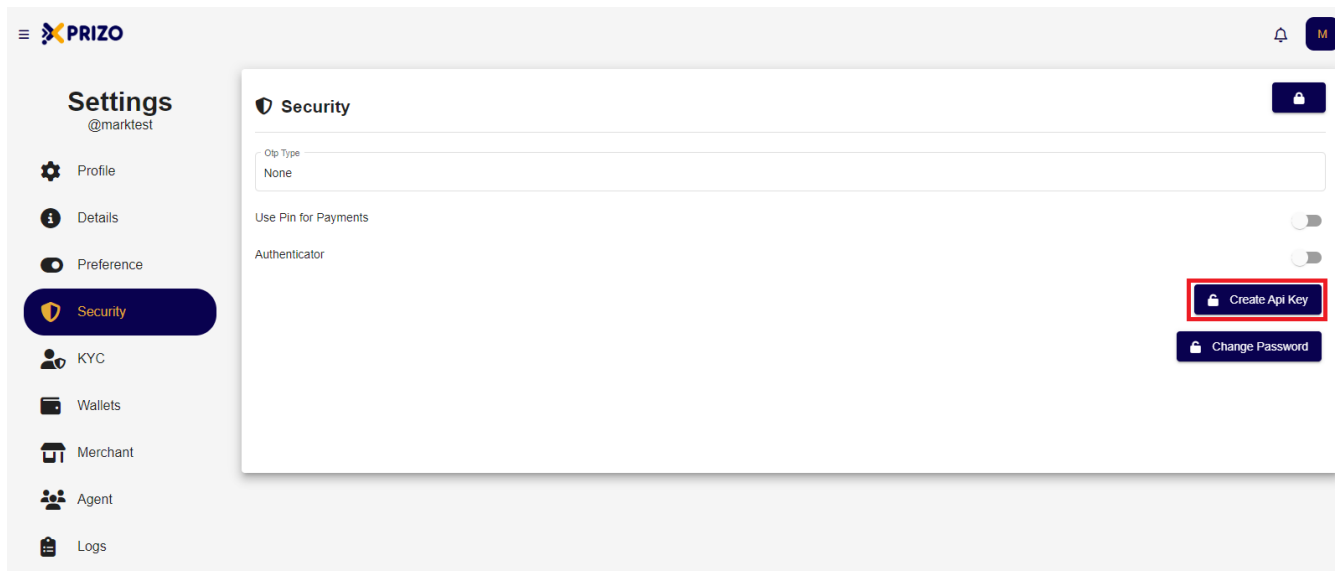 XPRIZO
M
Settings
@marktest
Profile
Details
Preference
Security
KYC
Wallets
Merchant
Agent
Logs
Security
Otp Type
None
Use Pin for Payments
Authenticator
Create Api Key
Change Password